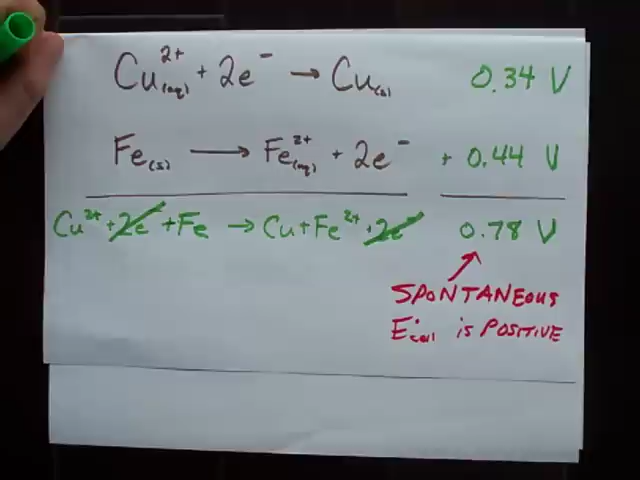 Cu²⁺(aq) + 2e⁻ → Cu(s) 0.34 V
Fe(s) → Fe²⁺(aq) + 2e⁻ + 0.44 V
Cu²⁺ + 2e⁻ + Fe → Cu + Fe²⁺ + 2e⁻ 0.78 V
SPONTANEOUS
E°cell is POSITIVE